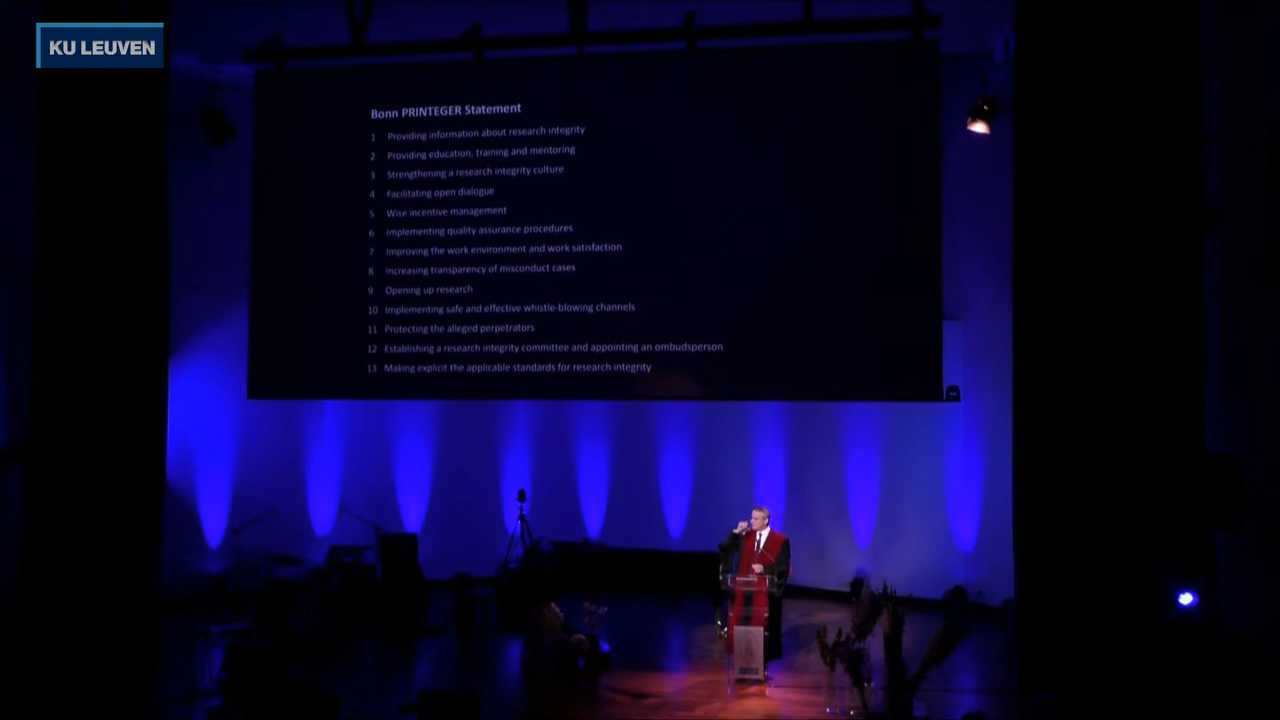 KU LEUVEN
Bonn PRINTEGER Statement
1 Providing information about research integrity
2 Providing education, training and mentoring
3 Strengthening a research integrity culture
4 Facilitating open dialogue
5 Wise incentive management
6 Implementing quality assurance procedures
7 Improving the work environment and work satisfaction
8 Increasing transparency of misconduct cases
9 Opening up research
10 Implementing safe and effective whistle-blowing channels
11 Protecting the alleged perpetrators
12 Establishing a research integrity committee and appointing an ombudsperson
13 Making explicit the applicable standards for research integrity